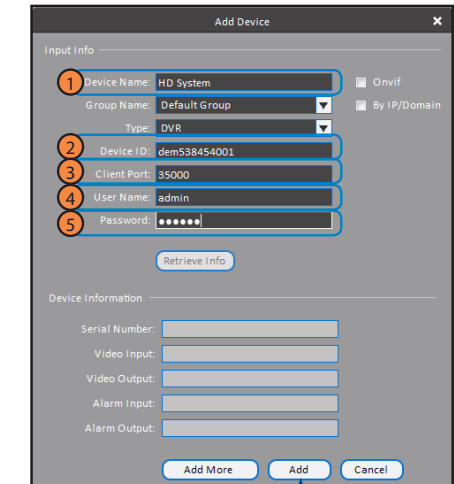 Add Device ×
Input Info
1 Device Name: HD System Onvif
Group Name: Default Group By IP/Domain
Type: DVR
2 Device ID: dem538454001
3 Client Port: 35000
4 User Name: admin
5 Password: ●●●●●●
Retrieve Info
Device Information
Serial Number:
Video Input:
Video Output:
Alarm Input:
Alarm Output:
Add More Add Cancel